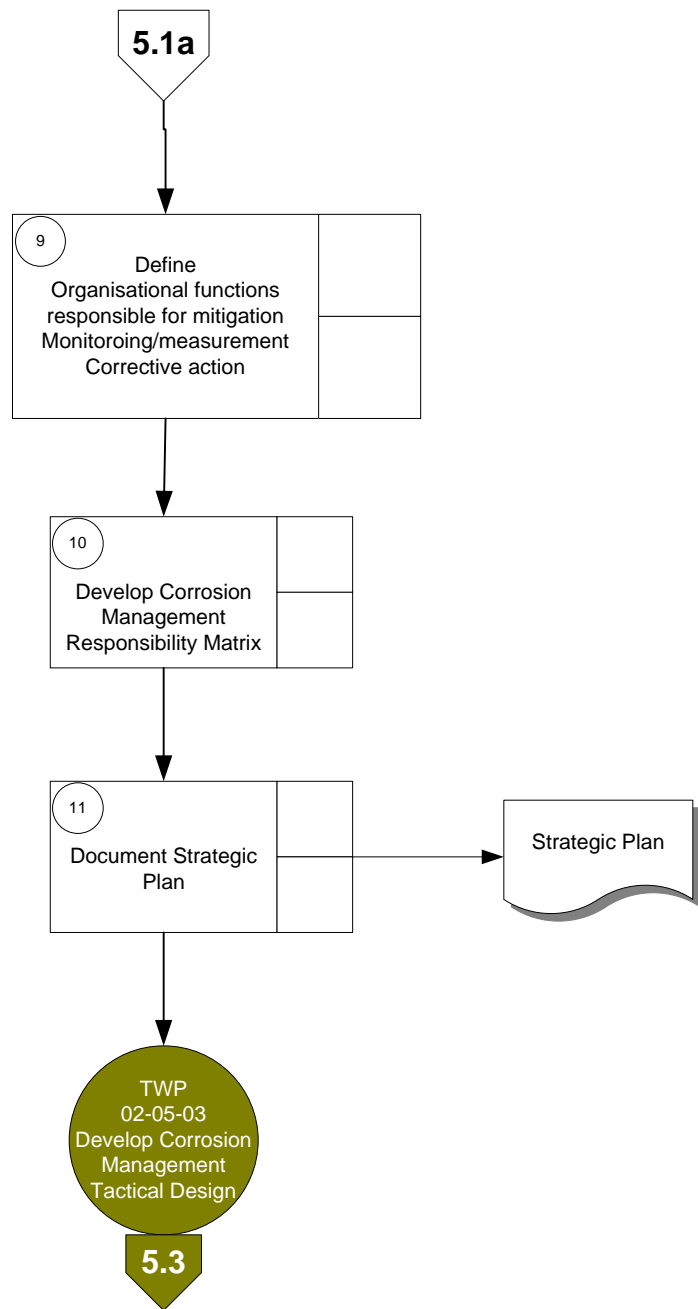 5.1a
9
Define
Organisational functions
responsible for mitigation
Monitoroing/measurement
Corrective action
10
Develop Corrosion
Management
Responsibility Matrix
11
Document Strategic
Plan
Strategic Plan
TWP
02-05-03
Develop Corrosion
Management
Tactical Design
5.3